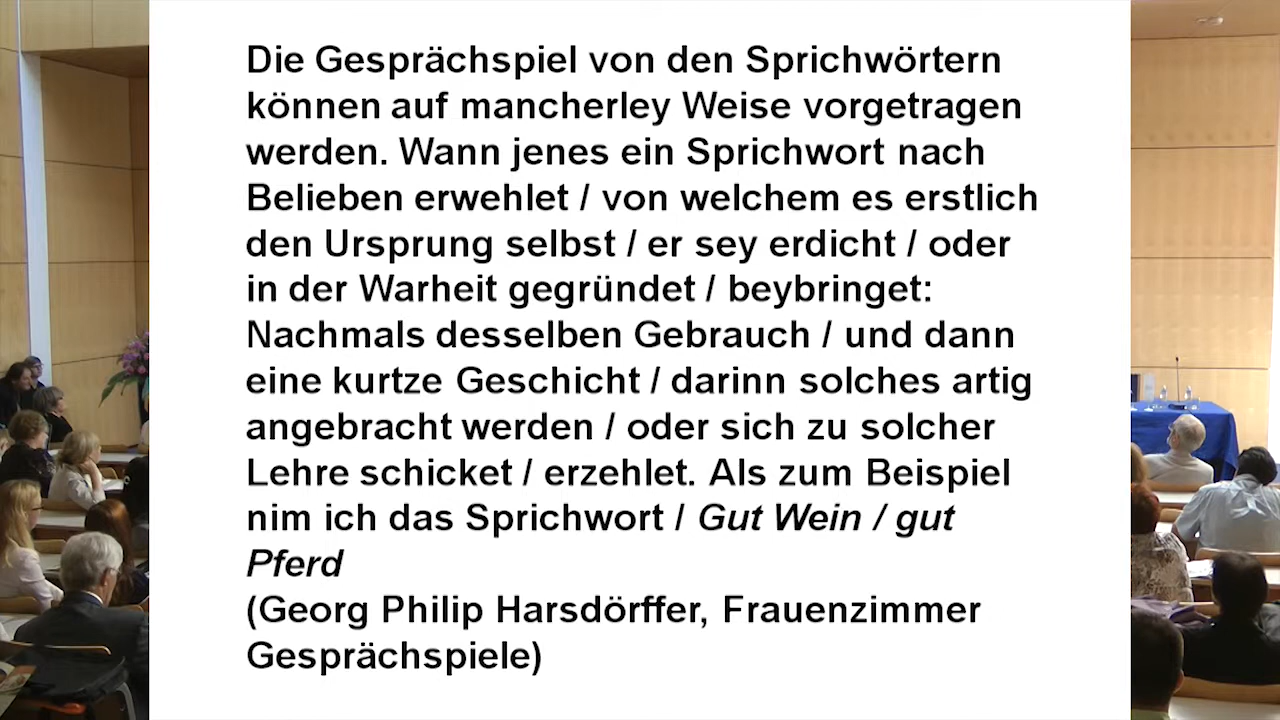 Die Gesprächspiel von den Sprichwörtern
können auf mancherley Weise vorgetragen
werden. Wann jenes ein Sprichwort nach
Belieben erwehlet / von welchem es erstlich
den Ursprung selbst / er sey erdicht / oder
in der Warheit gegründet / beybringet:
Nachmals desselben Gebrauch / und dann
eine kurtze Geschicht / darinn solches artig
angebracht werden / oder sich zu solcher
Lehre schicket / erzehlet. Als zum Beispiel
nim ich das Sprichwort / Gut Wein / gut
Pferd
(Georg Philip Harsdörffer, Frauenzimmer
Gesprächspiele)